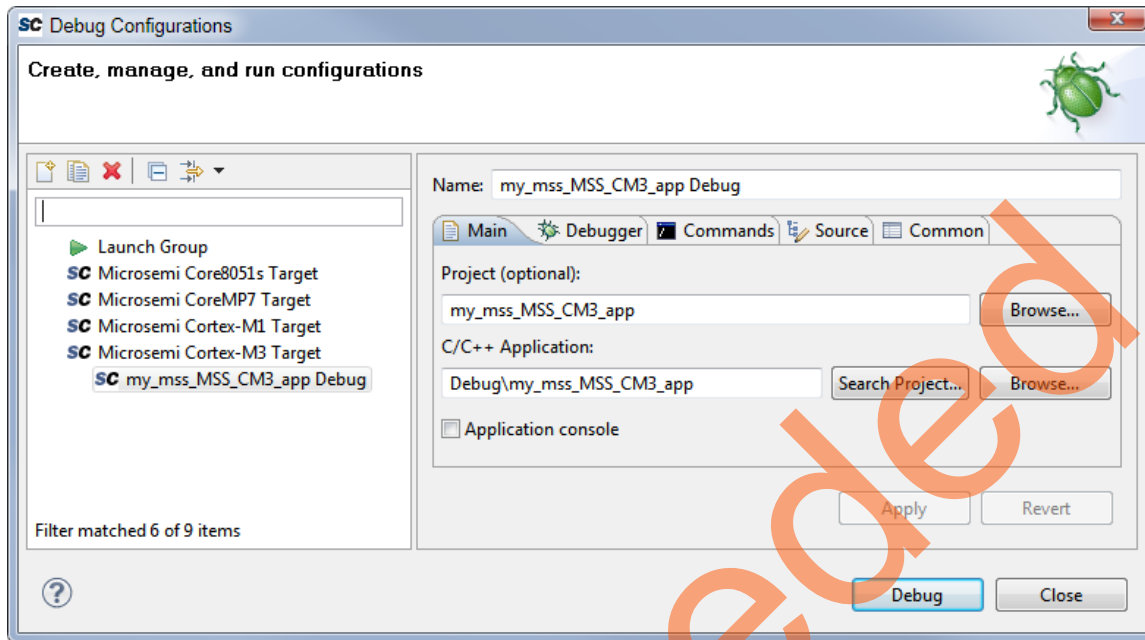 SC Debug Configurations
Create, manage, and run configurations
Name: my_mss_MSS_CM3_app Debug
Main Debugger Commands Source Common
Launch Group
SC Microsemi Core8051s Target
SC Microsemi CoreMP7 Target
SC Microsemi Cortex-M1 Target
SC Microsemi Cortex-M3 Target
SC my_mss_MSS_CM3_app Debug
Filter matched 6 of 9 items
Project (optional):
my_mss_MSS_CM3_app Browse...
C/C++ Application:
Debug\my_mss_MSS_CM3_app Search Project... Browse...
Application console
Apply Revert
? Debug Close
ded